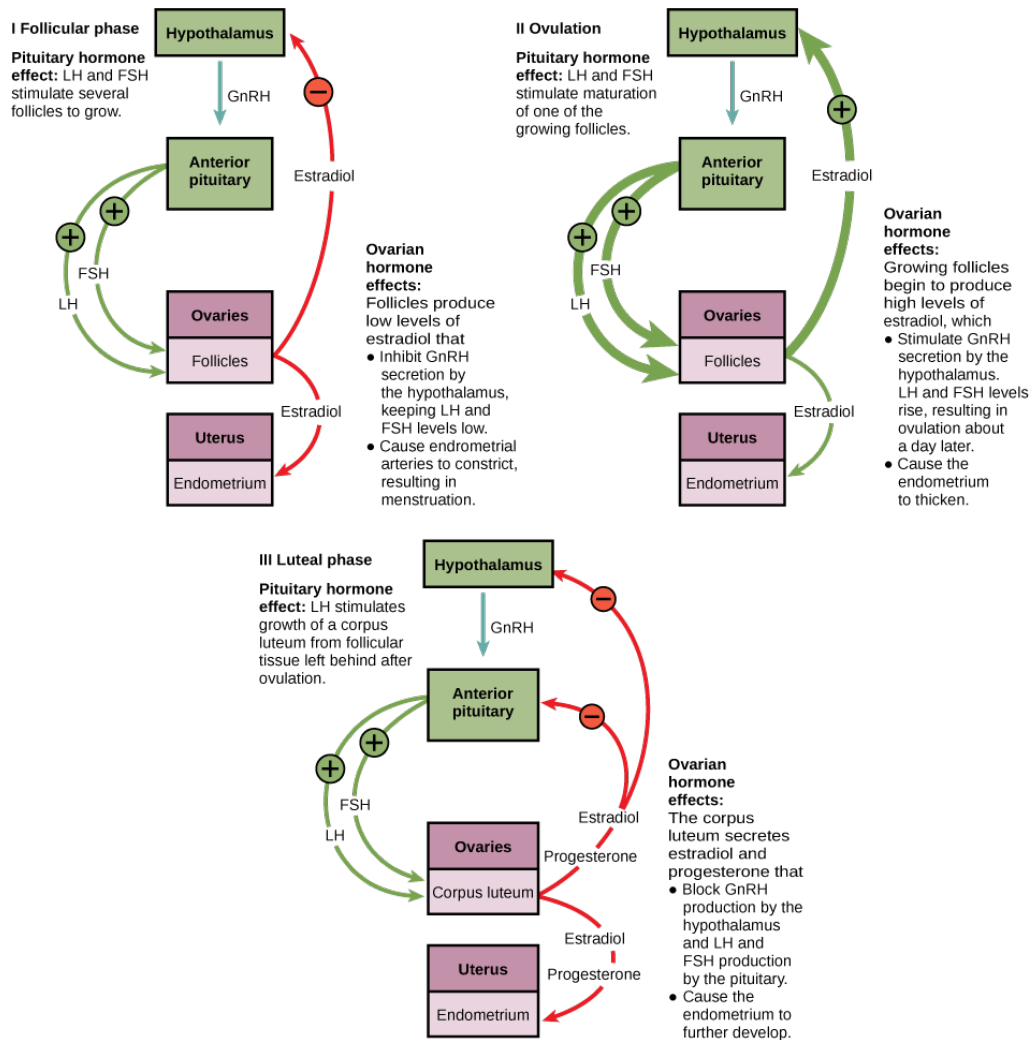 I Follicular phase
Pituitary hormone
effect: LH and FSH
stimulate several
follicles to grow.
Hypothalamus
GnRH
Anterior
pituitary
Estradiol
FSH
LH
Ovaries
Follicles
Estradiol
Uterus
Endometrium
Ovarian
hormone
effects:
Follicles produce
low levels of
estradiol that
● Inhibit GnRH
secretion by
the hypothalamus,
keeping LH and
FSH levels low.
● Cause endrometrial
arteries to constrict,
resulting in
menstruation.
II Ovulation
Pituitary hormone
effect: LH and FSH
stimulate maturation
of one of the
growing follicles.
Hypothalamus
GnRH
Anterior
pituitary
Estradiol
FSH
LH
Ovaries
Follicles
Estradiol
Uterus
Endometrium
Ovarian
hormone
effects:
Growing follicles
begin to produce
high levels of
estradiol, which
● Stimulate GnRH
secretion by the
hypothalamus.
LH and FSH levels
rise, resulting in
ovulation about
a day later.
● Cause the
endometrium
to thicken.
III Luteal phase
Pituitary hormone
effect: LH stimulates
growth of a corpus
luteum from follicular
tissue left behind after
ovulation.
Hypothalamus
GnRH
Anterior
pituitary
FSH
LH
Estradiol
Progesterone
Ovaries
Corpus luteum
Estradiol
Progesterone
Uterus
Endometrium
Ovarian
hormone
effects:
The corpus
luteum secretes
estradiol and
progesterone that
● Block GnRH
production by the
hypothalamus
and LH and
FSH production
by the pituitary.
● Cause the
endometrium to
further develop.